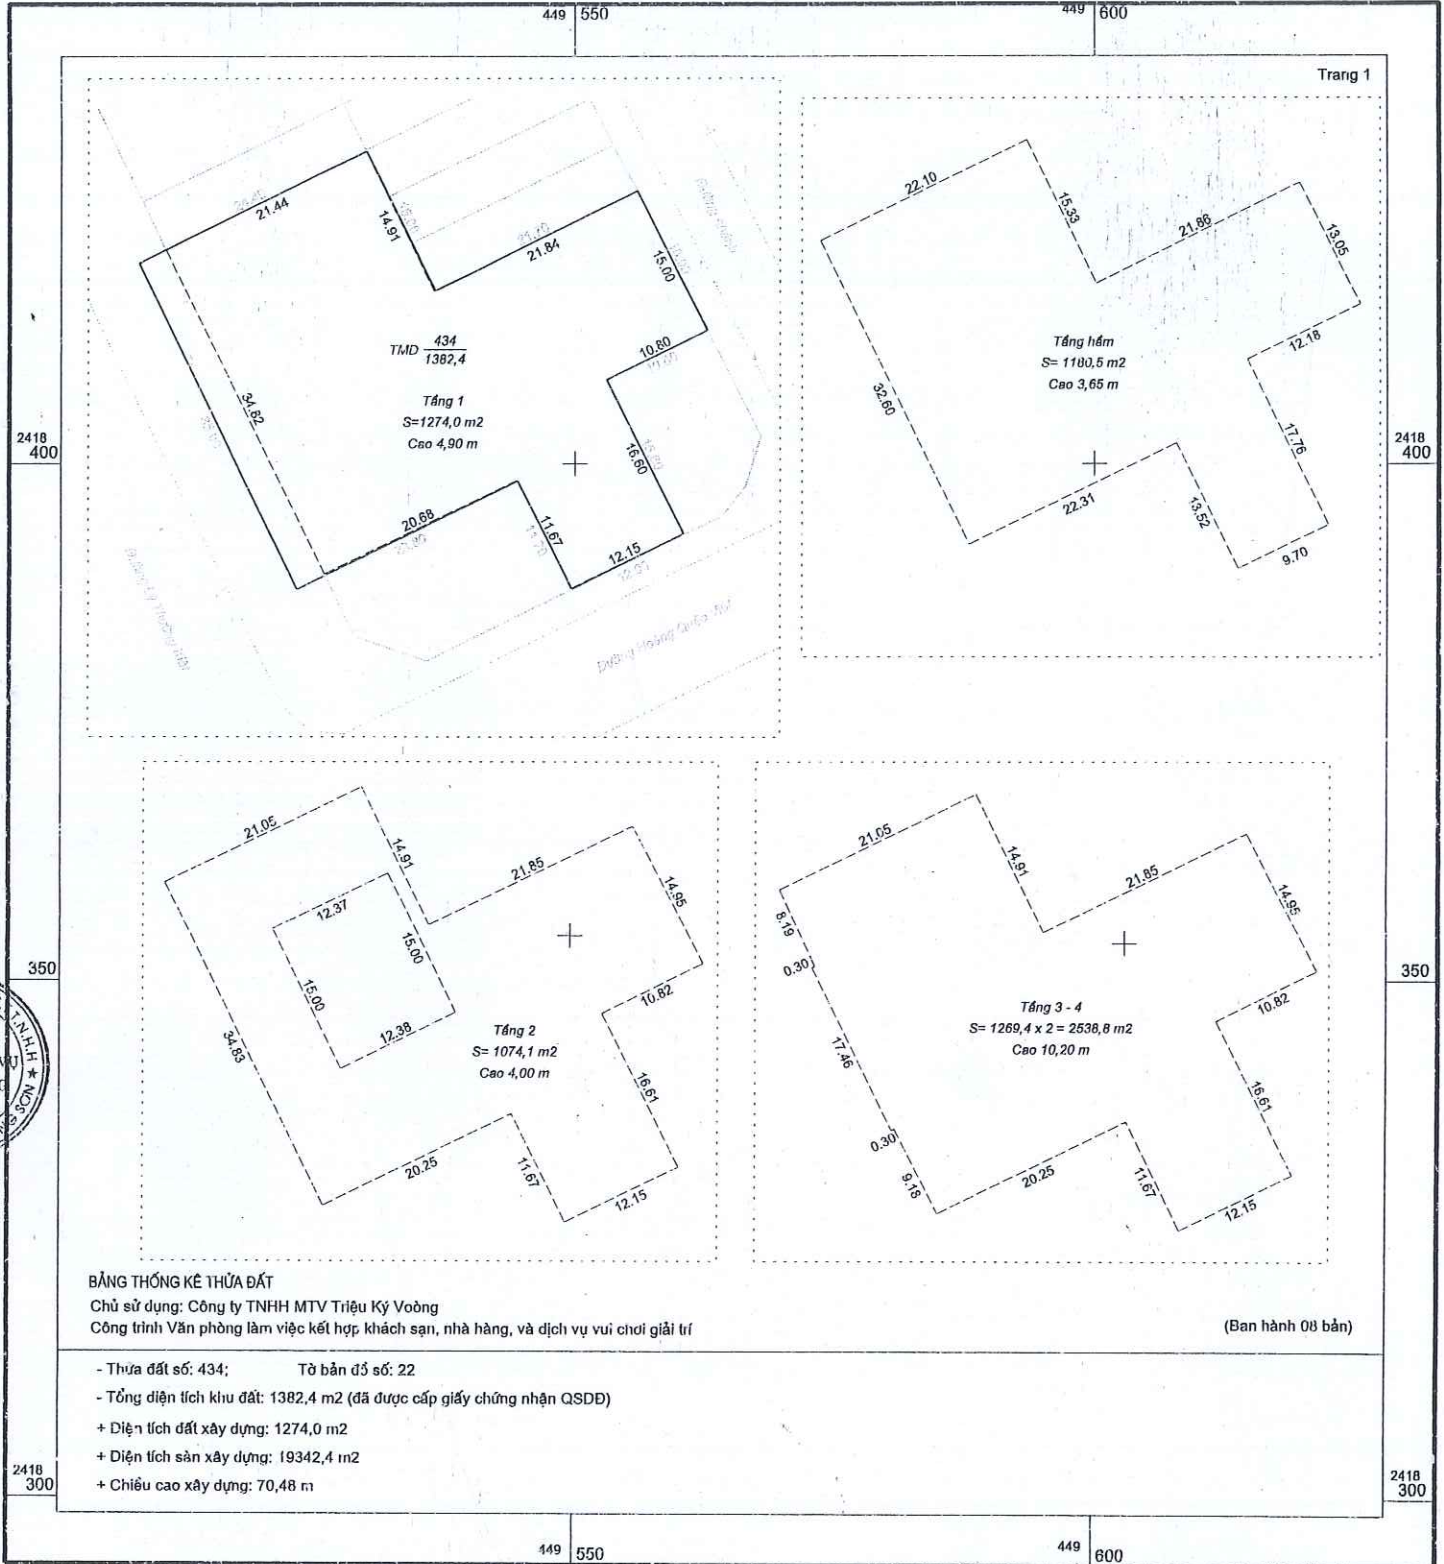 449 550
449 600
Trang 1
21.44
14.91
21.84
15.00
10.80
TMD 434
1382,4
Tầng 1
S=1274,0 m2
Cao 4,90 m
34.82
16.60
20.68
11.67
12.15
11.70
Đường Hoàng Quốc Việt
22.10
15.33
21.86
13.05
12.18
Tầng hầm
S= 1180,5 m2
Cao 3,65 m
32.60
17.76
22.31
13.52
9.70
2418
400
2418
400
21.05
14.91
21.85
14.95
12.37
15.00
15.00
12.38
10.82
34.83
Tầng 2
S= 1074,1 m2
Cao 4,00 m
16.61
20.25
11.67
12.15
21.05
14.91
21.85
14.95
8.19
0.30
10.82
Tầng 3 - 4
S= 1269,4 x 2 = 2538,8 m2
Cao 10,20 m
17.46
16.61
0.30
9.18
20.25
11.67
12.15
350
350
T.N.H.H ★
SƠN
BẢNG THỐNG KÊ THỬA ĐẤT
Chủ sử dụng: Công ty TNHH MTV Triệu Ký Voòng
Công trình Văn phòng làm việc kết hợp khách sạn, nhà hàng, và dịch vụ vui chơi giải trí
(Ban hành 08 bản)
- Thửa đất số: 434; Tờ bản đồ số: 22
- Tổng diện tích khu đất: 1382,4 m2 (đã được cấp giấy chứng nhận QSDĐ)
+ Diện tích đất xây dựng: 1274,0 m2
+ Diện tích sàn xây dựng: 19342,4 m2
+ Chiều cao xây dựng: 70,48 m
2418
300
2418
300
449 550
449 600